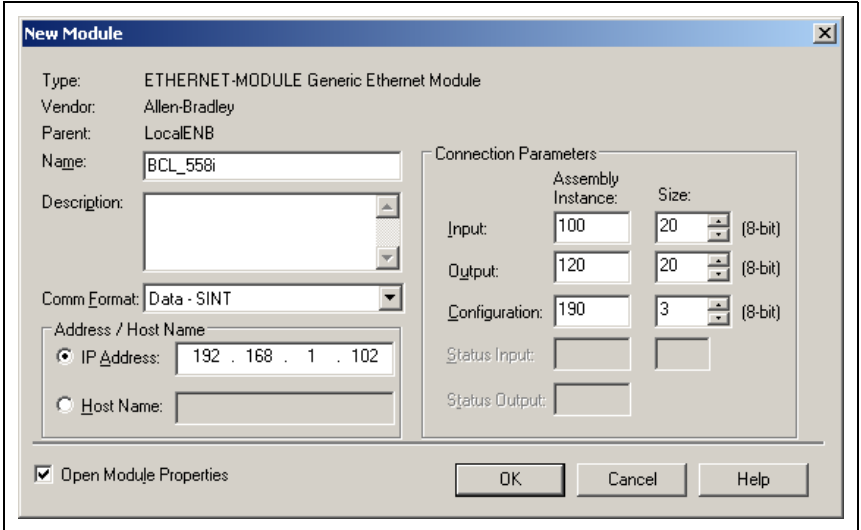 New Module
Type: ETHERNET-MODULE Generic Ethernet Module
Vendor: Allen-Bradley
Parent: LocalENB
Name: BCL_558i
Description:
Comm Format: Data - SINT
Address / Host Name
IP Address: 192 . 168 . 1 . 102
Host Name:
Connection Parameters
Assembly
Instance: Size:
Input: 100 20 (8-bit)
Output: 120 20 (8-bit)
Configuration: 190 3 (8-bit)
Status Input:
Status Output:
Open Module Properties
OK Cancel Help